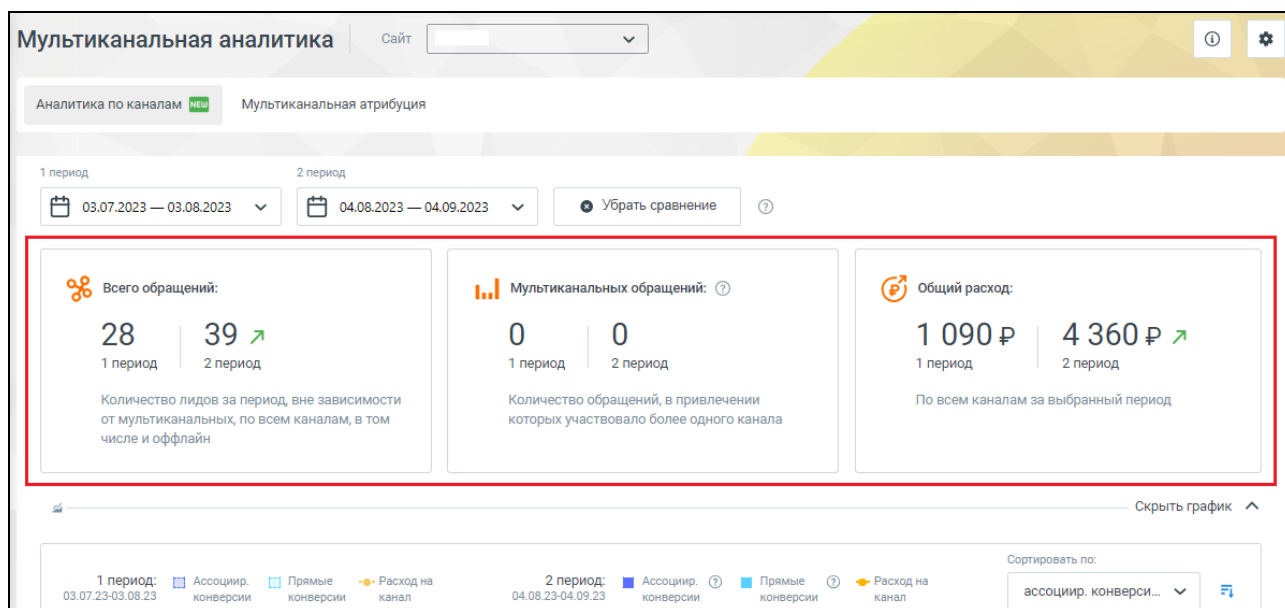 Мультиканальная аналитика
Сайт
Аналитика по каналам NEW
Мультиканальная атрибуция
1 период
2 период
03.07.2023 — 03.08.2023
04.08.2023 — 04.09.2023
Убрать сравнение
Всего обращений:
28
39
1 период
2 период
Количество лидов за период, вне зависимости
от мультиканальных, по всем каналам, в том
числе и оффлайн
Мультиканальных обращений:
0
0
1 период
2 период
Количество обращений, в привлечении
которых участвовало более одного канала
Общий расход:
1 090 ₽
4 360 ₽
1 период
2 период
По всем каналам за выбранный период
Скрыть график
1 период:
03.07.23-03.08.23
Ассоциир.
конверсии
Прямые
конверсии
Расход на
канал
2 период:
04.08.23-04.09.23
Ассоциир.
конверсии
Прямые
конверсии
Расход на
канал
Сортировать по:
ассоциир. конверси...